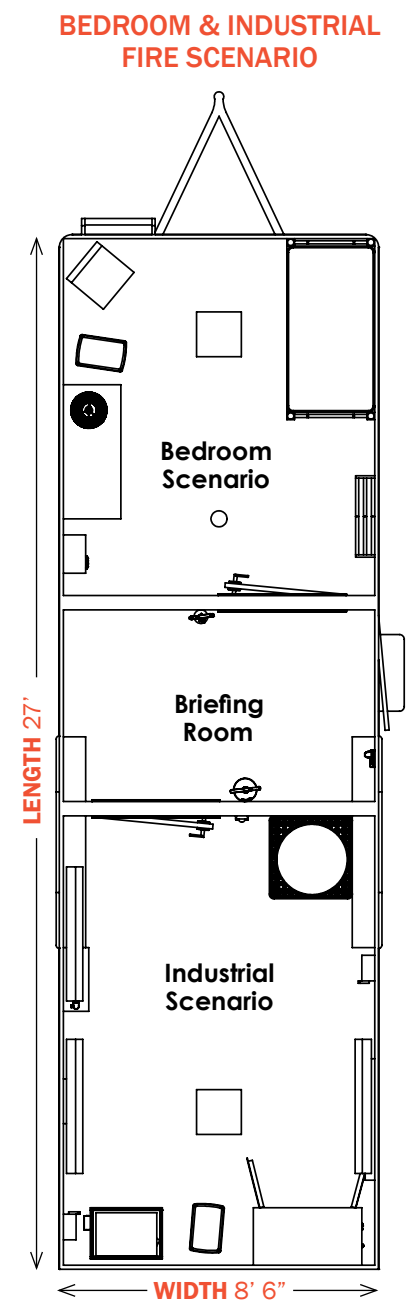 BEDROOM & INDUSTRIAL
FIRE SCENARIO
Bedroom
Scenario
Briefing
Room
LENGTH 27’
Industrial
Scenario
WIDTH 8’ 6”